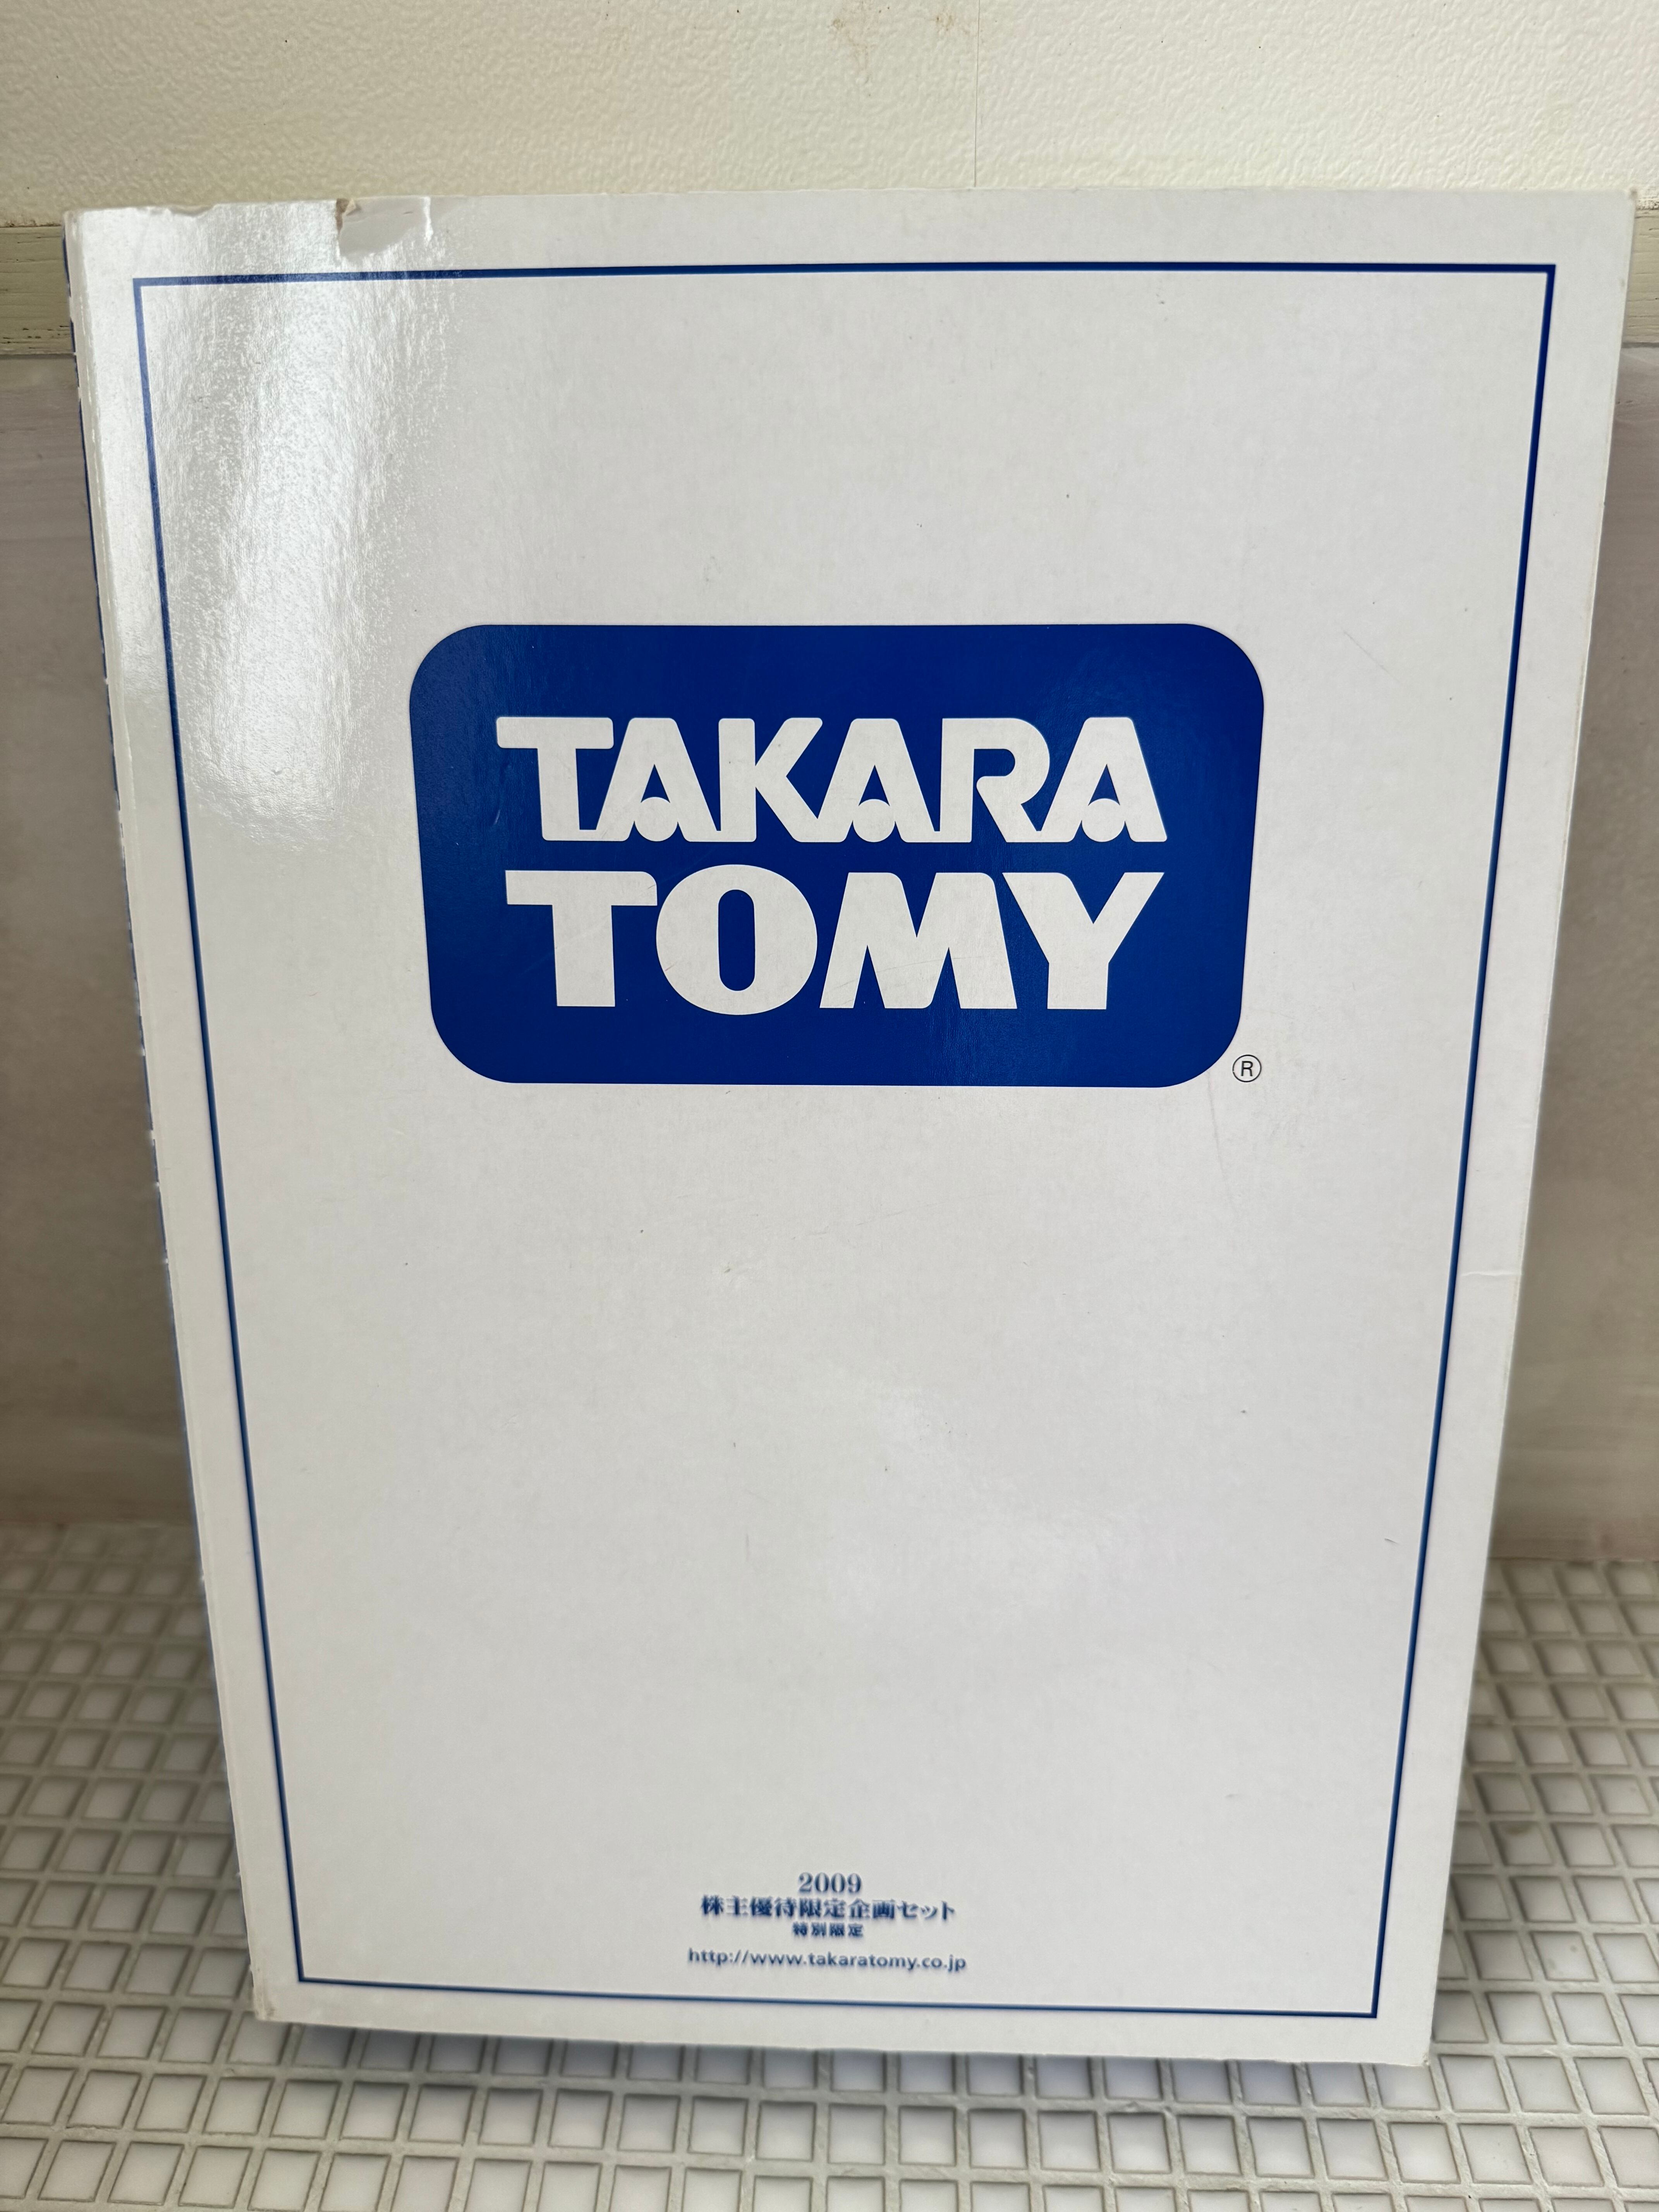 TAKARA
TOMY
®
2009
株主優待限定企画セット
特別限定
http://www.takaratomy.co.jp